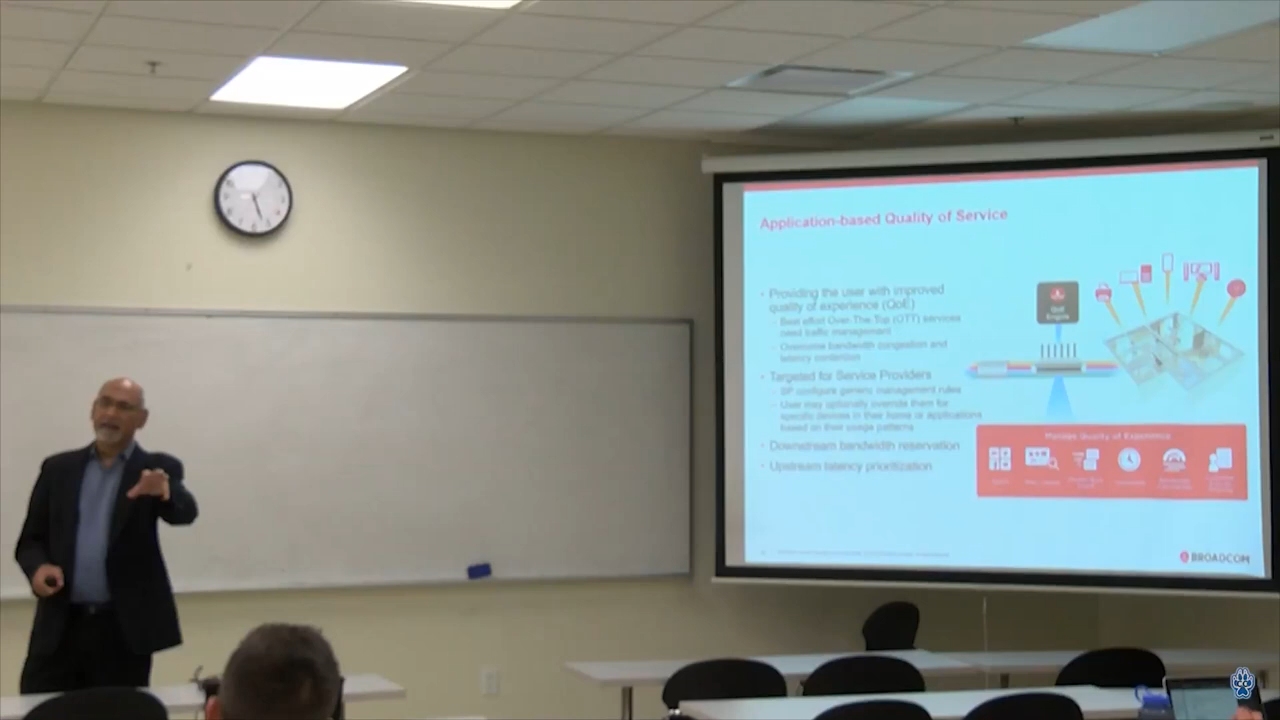 Application-based Quality of Service
Providing the user with improved
quality of experience (QoE)
Best effort Over-The-Top (OTT) services
need traffic management
Overcome bandwidth congestion and
latency contention
Targeted for Service Providers
SP configure generic management rules
User may optionally override them for
specific devices in their home or applications
based on their usage patterns
Downstream bandwidth reservation
Upstream latency prioritization
QoE
Engine
Manage Quality of Experience
BROADCOM